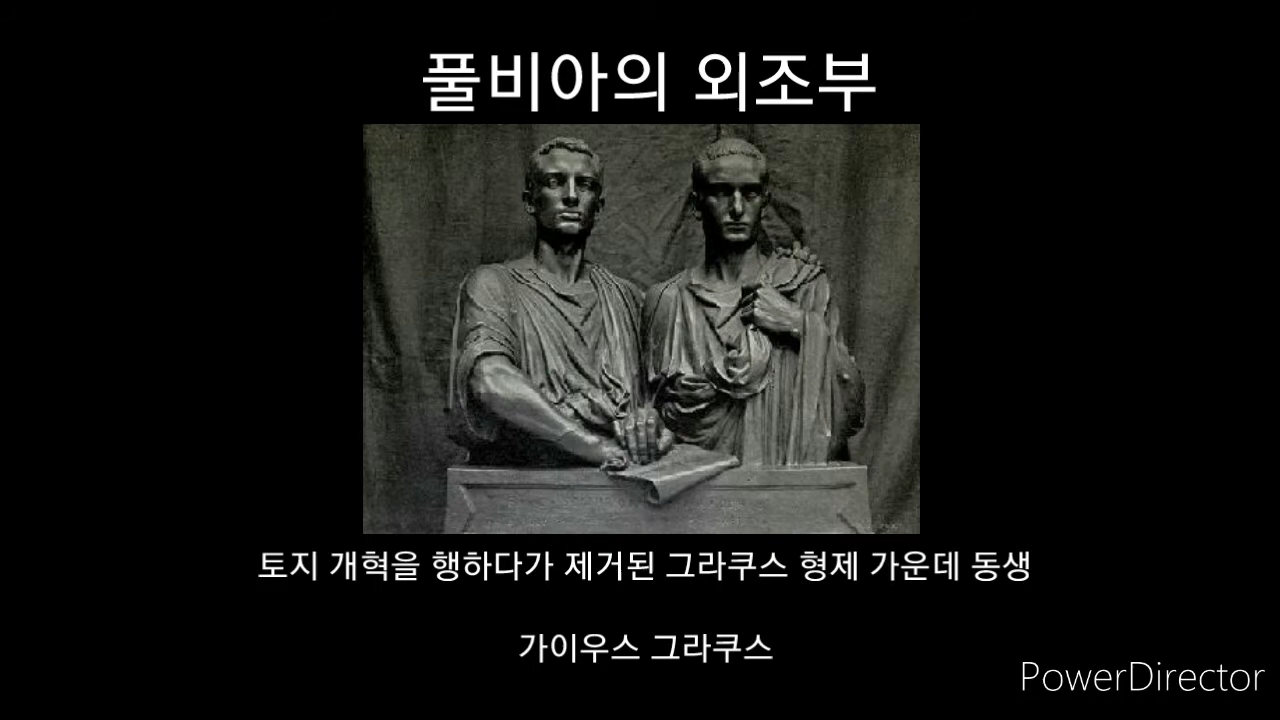 풀비아의 외조부
토지 개혁을 행하다가 제거된 그라쿠스 형제 가운데 동생
가이우스 그라쿠스
PowerDirector